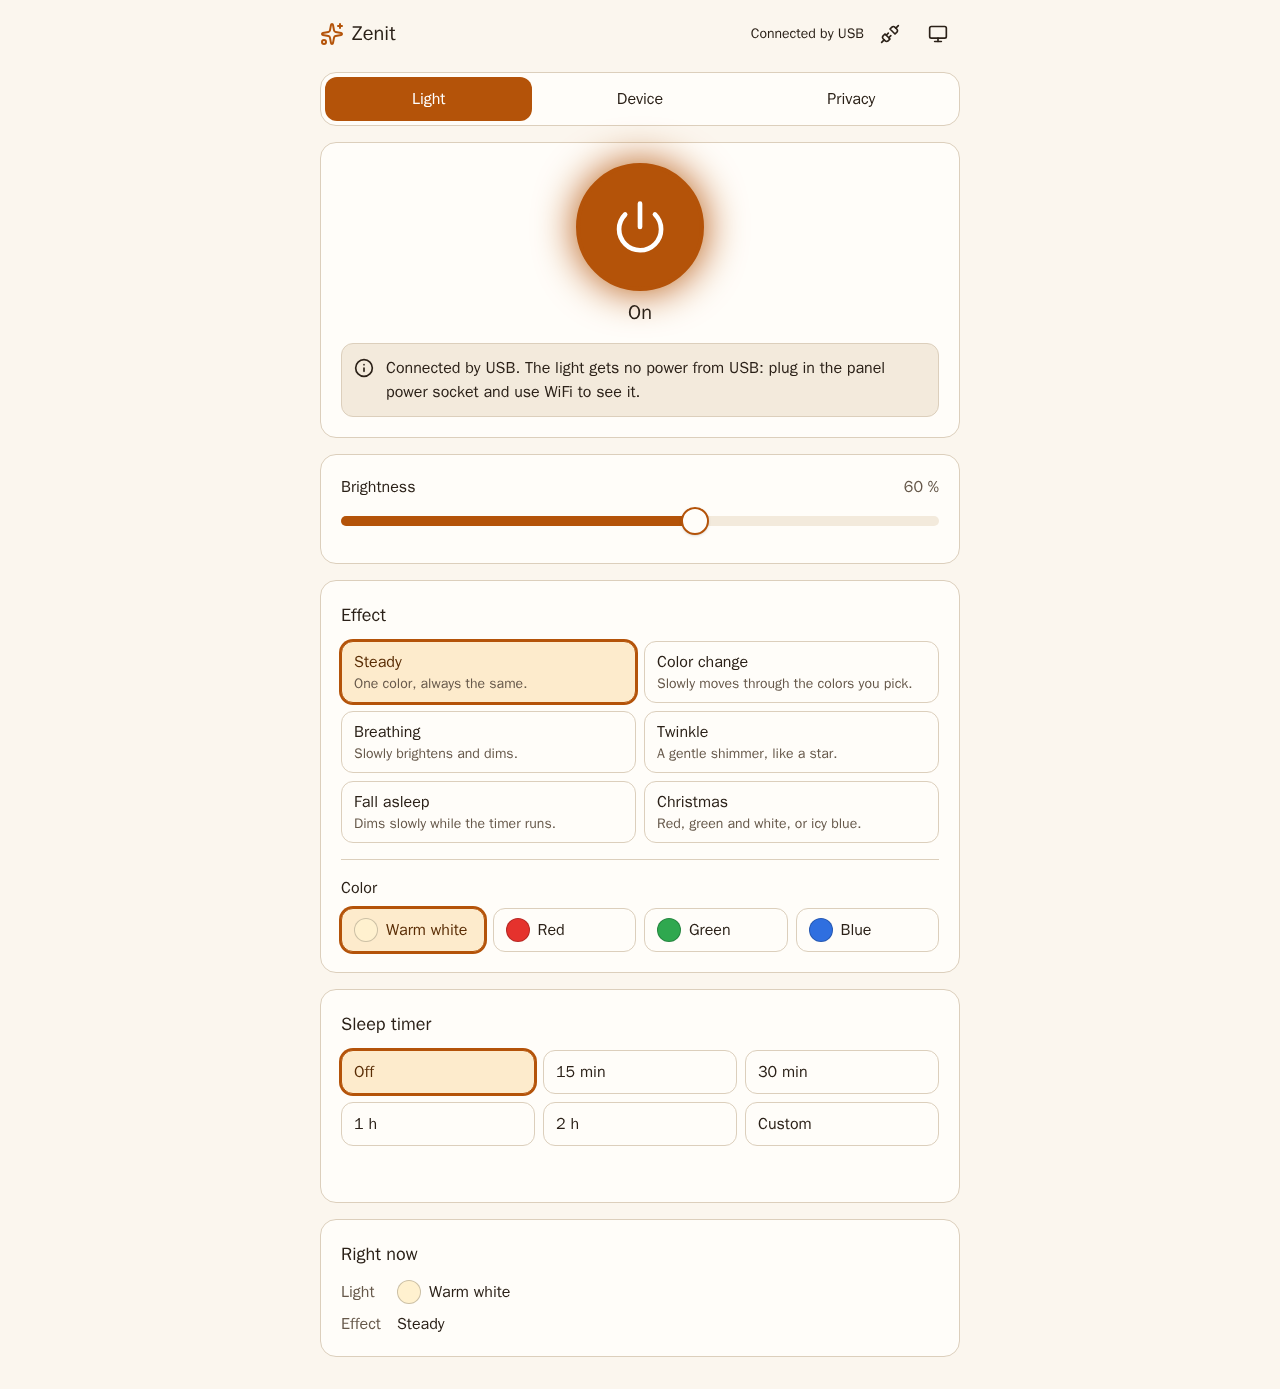 Zenit
Connected by USB
Light
Device
Privacy
On
Connected by USB. The light gets no power from USB: plug in the panel
power socket and use WiFi to see it.
Brightness
60 %
Effect
Steady
One color, always the same.
Color change
Slowly moves through the colors you pick.
Breathing
Slowly brightens and dims.
Twinkle
A gentle shimmer, like a star.
Fall asleep
Dims slowly while the timer runs.
Christmas
Red, green and white, or icy blue.
Color
Warm white
Red
Green
Blue
Sleep timer
Off
15 min
30 min
1 h
2 h
Custom
Right now
Light
Warm white
Effect
Steady